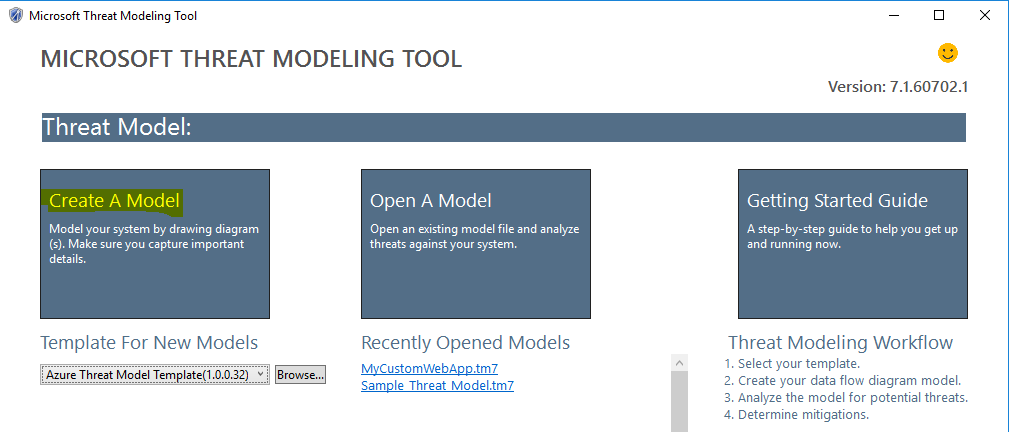 Microsoft Threat Modeling Tool
MICROSOFT THREAT MODELING TOOL
Version: 7.1.60702.1
Threat Model:
Create A Model
Model your system by drawing diagram
(s). Make sure you capture important
details.
Open A Model
Open an existing model file and analyze
threats against your system.
Getting Started Guide
A step-by-step guide to help you get up
and running now.
Template For New Models
Azure Threat Model Template(1.0.0.32)
Browse...
Recently Opened Models
MyCustomWebApp.tm7
Sample Threat Model.tm7
Threat Modeling Workflow
1. Select your template.
2. Create your data flow diagram model.
3. Analyze the model for potential threats.
4. Determine mitigations.